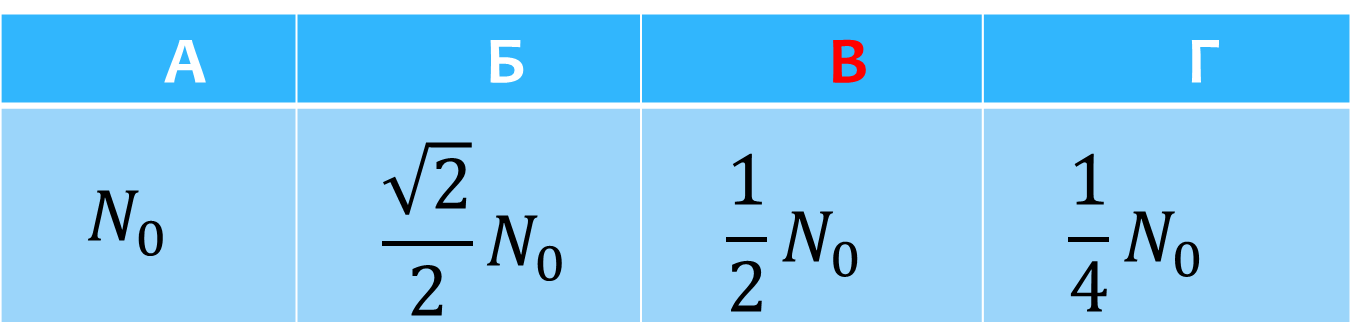 А Б В Г
N₀ √2/2 N₀ 1/2 N₀ 1/4 N₀